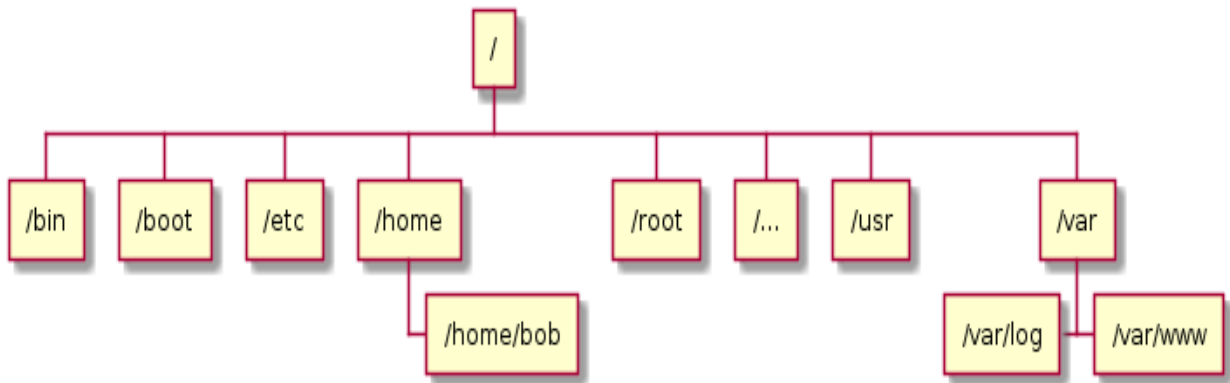 /
/bin
/boot
/etc
/home
/root
/...
/usr
/var
/home/bob
/var/log
/var/www